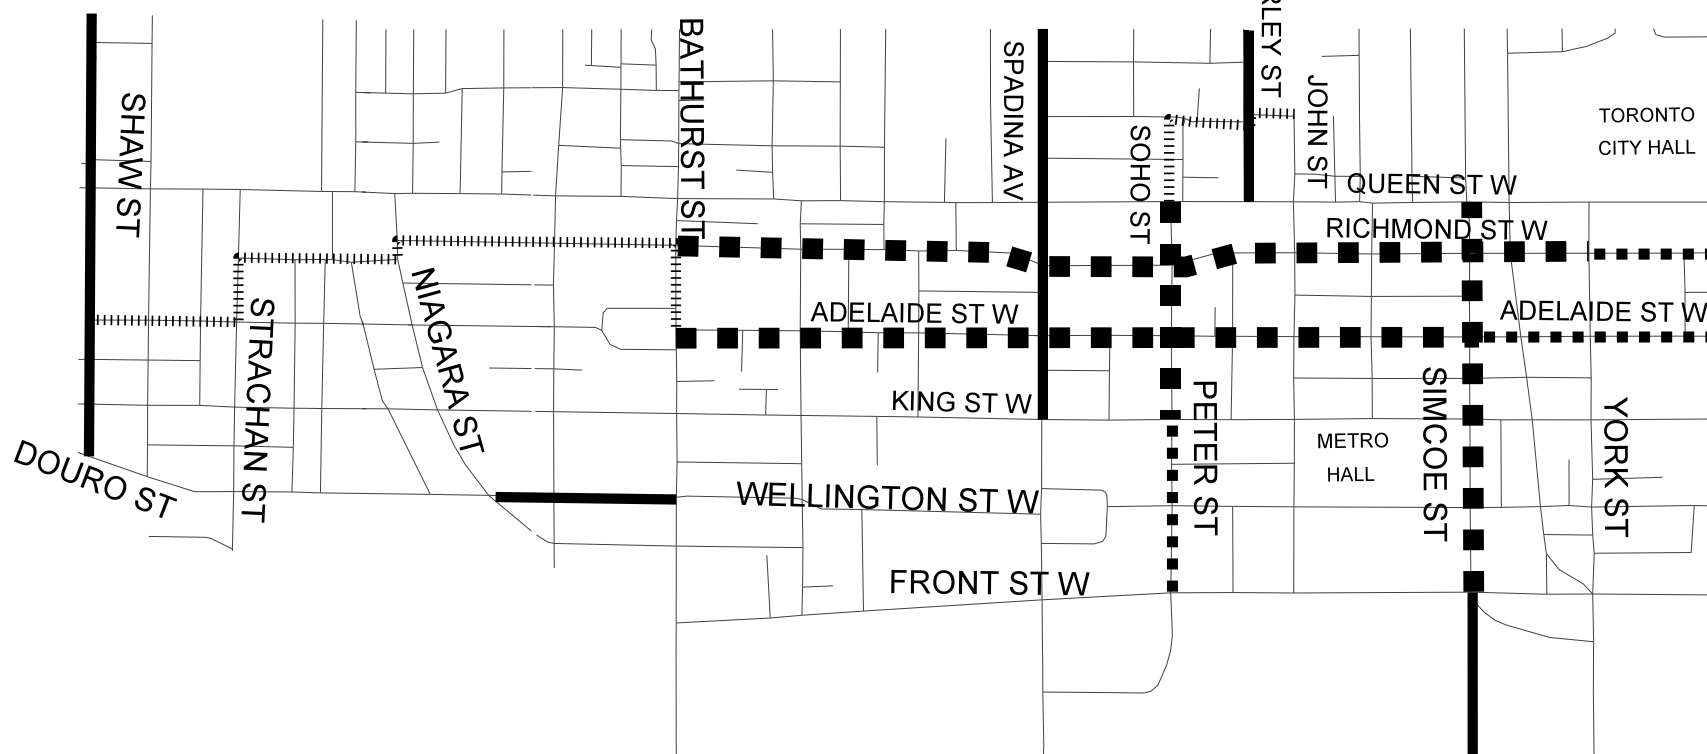 SHAW ST
BATHURST ST
SPADINA AV
SOHO ST
RLEY ST
JOHN ST
TORONTO
CITY HALL
QUEEN ST W
RICHMOND ST W
STRACHAN ST
NIAGARA ST
ADELAIDE ST W
ADELAIDE ST W
KING ST W
PETER ST
SIMCOE ST
YORK ST
METRO
HALL
DOURO ST
WELLINGTON ST W
FRONT ST W